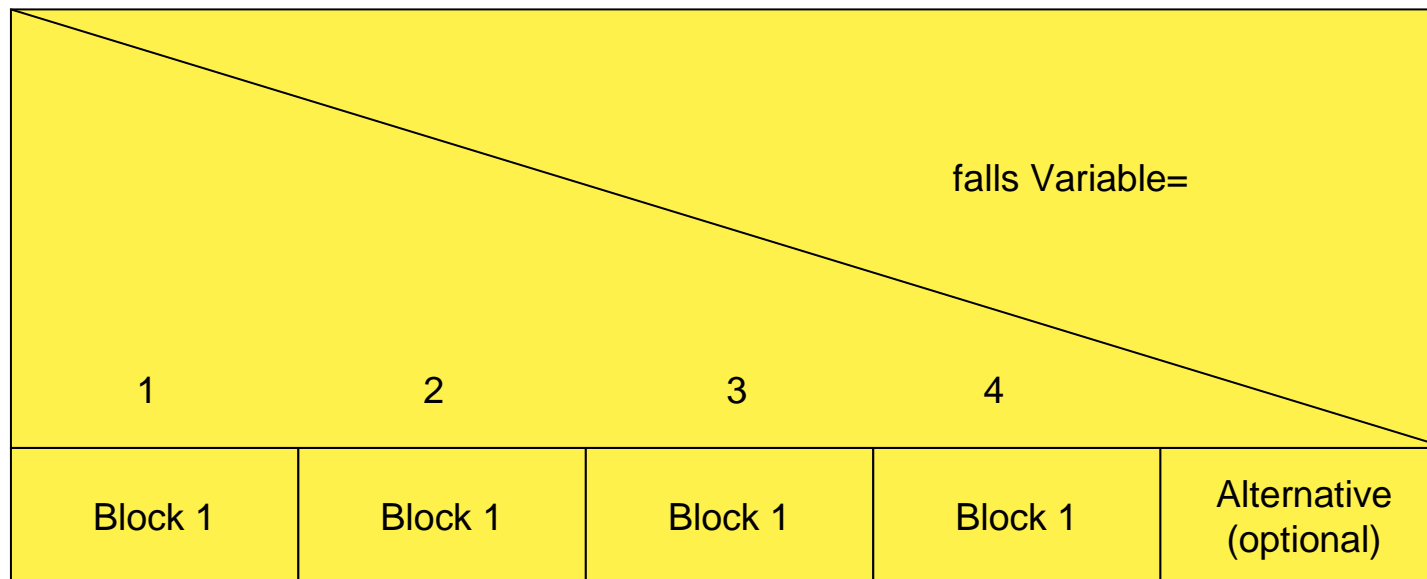 falls Variable=
1 2 3 4
Block 1 Block 1 Block 1 Block 1 Alternative
(optional)